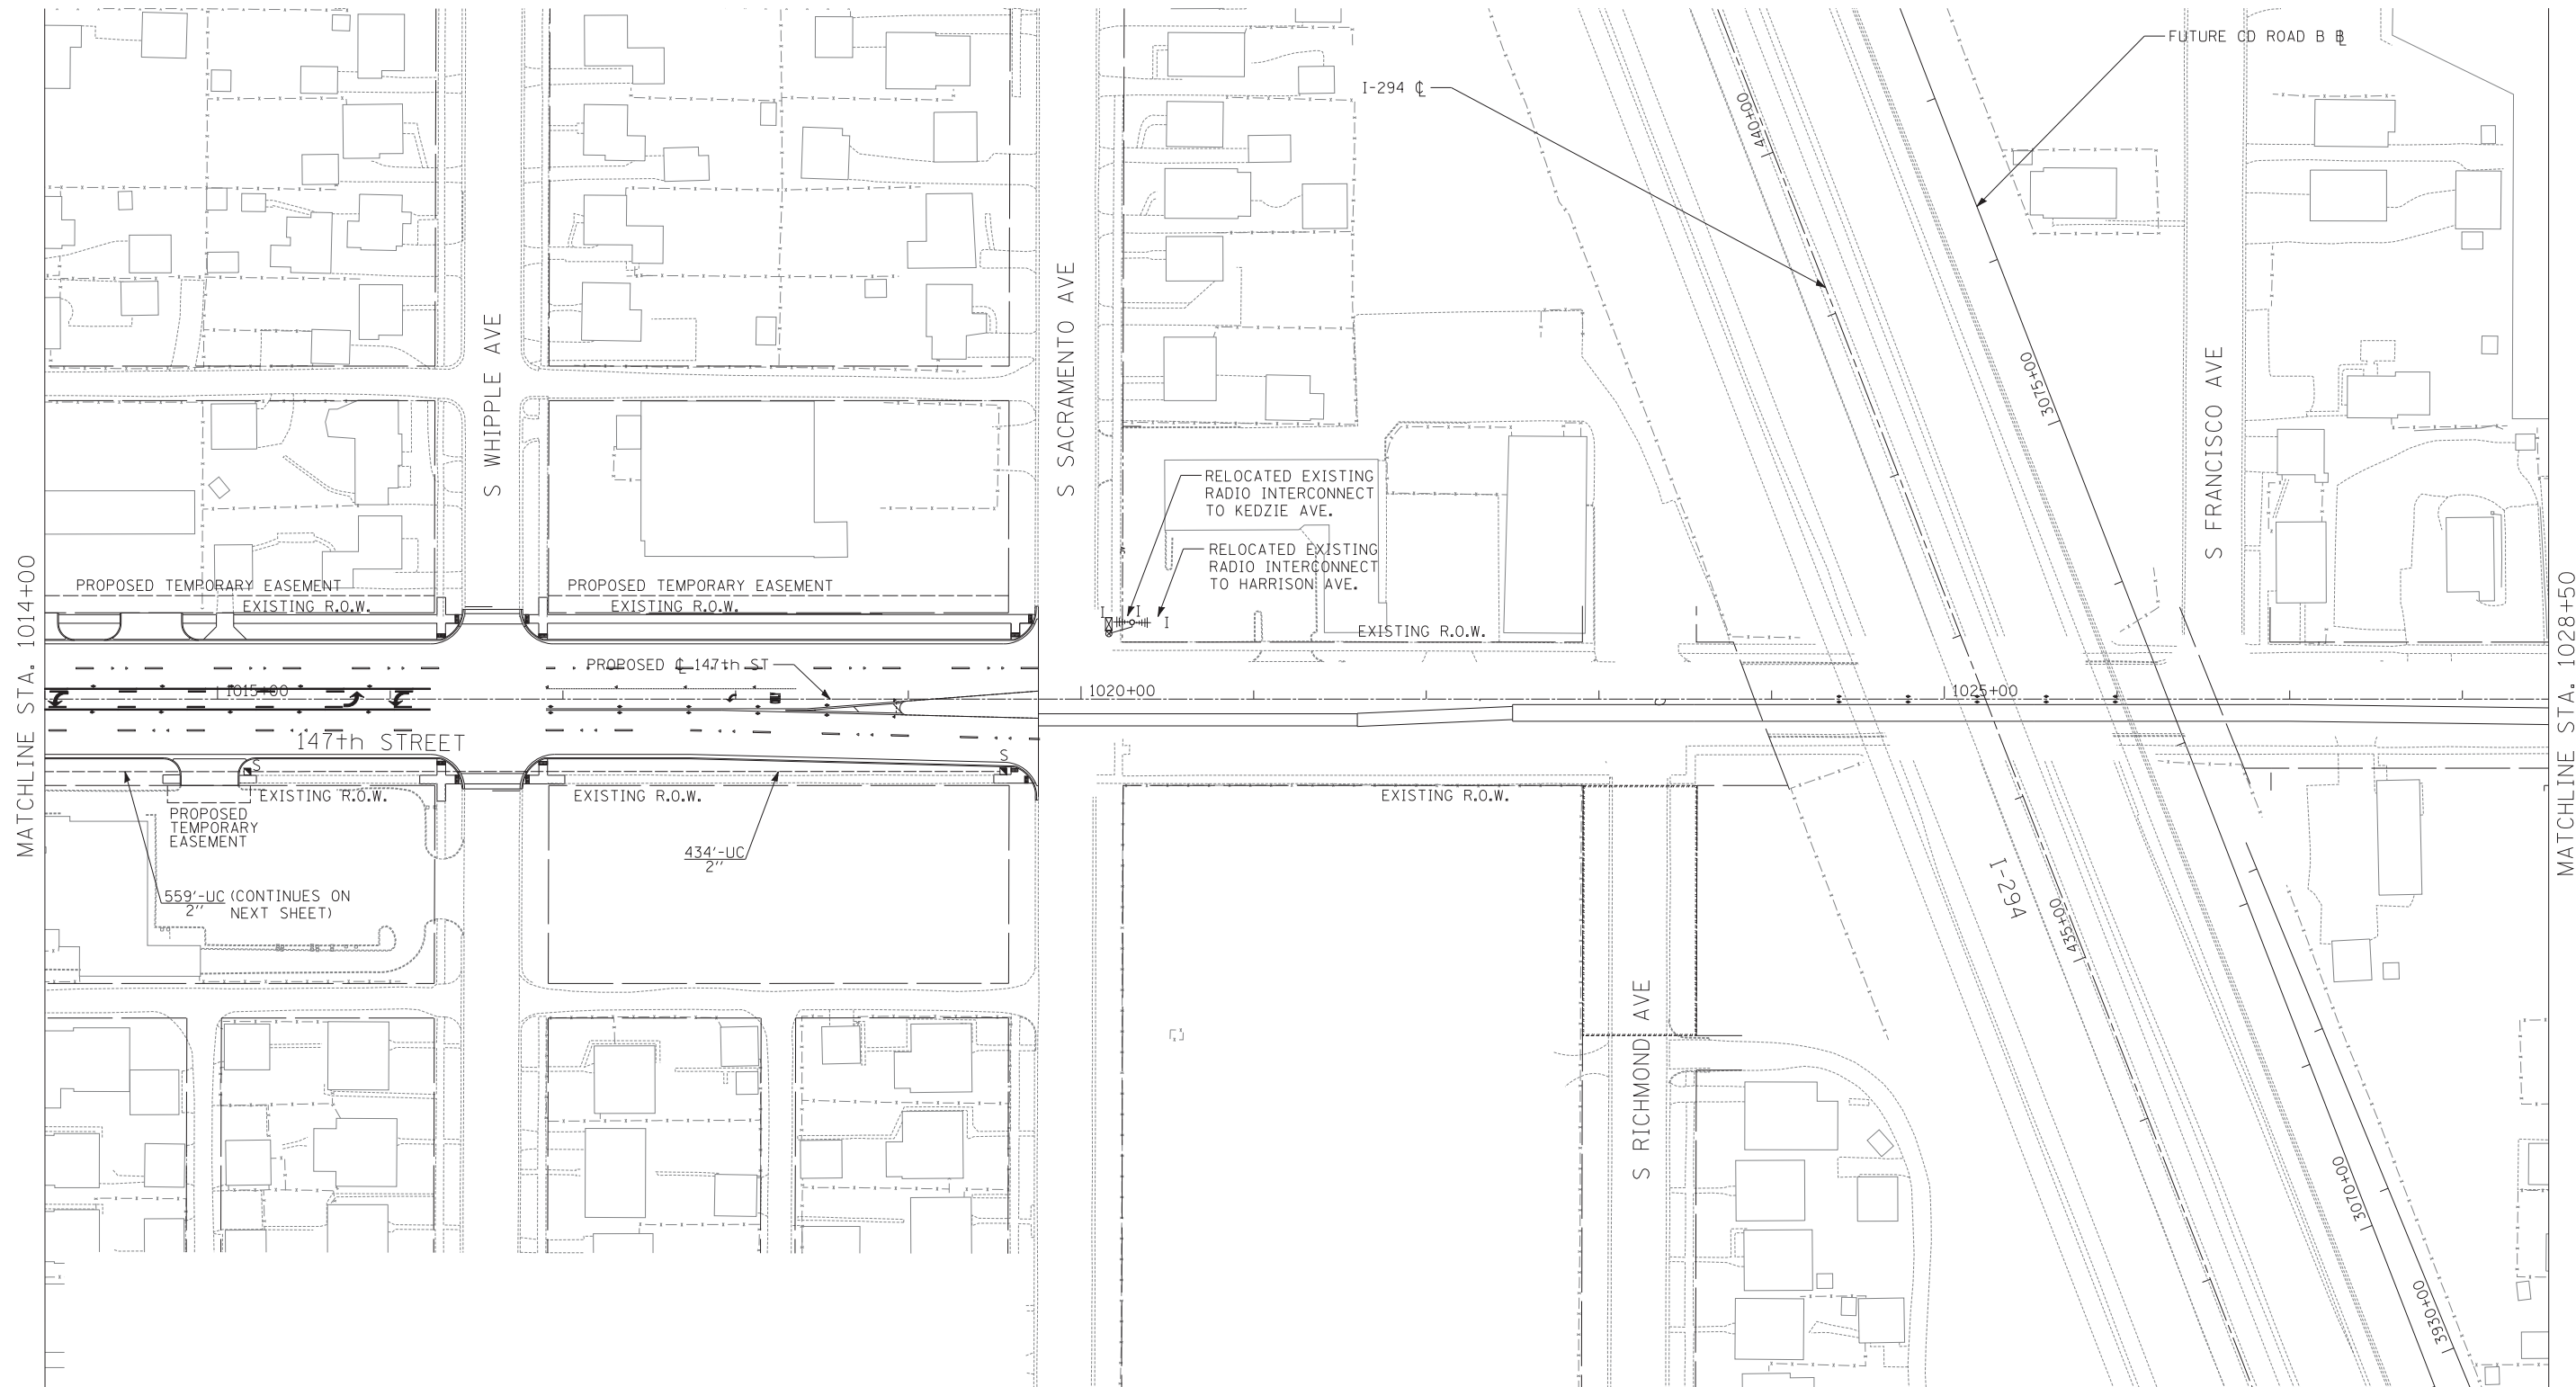 FUTURE CD ROAD B ℄
I-294 ℄
440+00
3075+00
S WHIPPLE AVE
S SACRAMENTO AVE
S FRANCISCO AVE
RELOCATED EXISTING
RADIO INTERCONNECT
TO KEDZIE AVE.
RELOCATED EXISTING
RADIO INTERCONNECT
TO HARRISON AVE.
PROPOSED TEMPORARY EASEMENT
EXISTING R.O.W.
PROPOSED TEMPORARY EASEMENT
EXISTING R.O.W.
I I
I
EXISTING R.O.W.
MATCHLINE STA. 1014+00
MATCHLINE STA. 1028+50
PROPOSED ℄ 147th ST
1015+00
1020+00
1025+00
147th STREET
S
S
EXISTING R.O.W.
EXISTING R.O.W.
EXISTING R.O.W.
PROPOSED
TEMPORARY
EASEMENT
434'-UC
2"
559'-UC (CONTINUES ON
2" NEXT SHEET)
I-294
435+00
S RICHMOND AVE
3070+00
3930+00